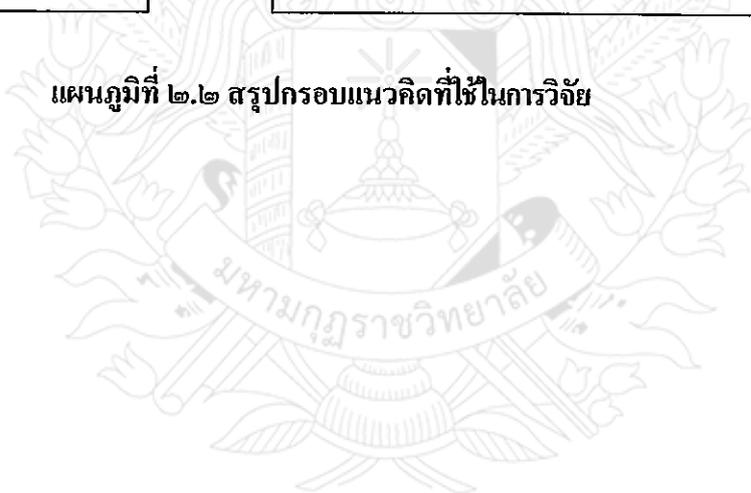 แผนภูมิที่ ๒.๒ สรุปกรอบแนวคิดที่ใช้ในการวิจัย
มหามกุฏราชวิทยาลัย